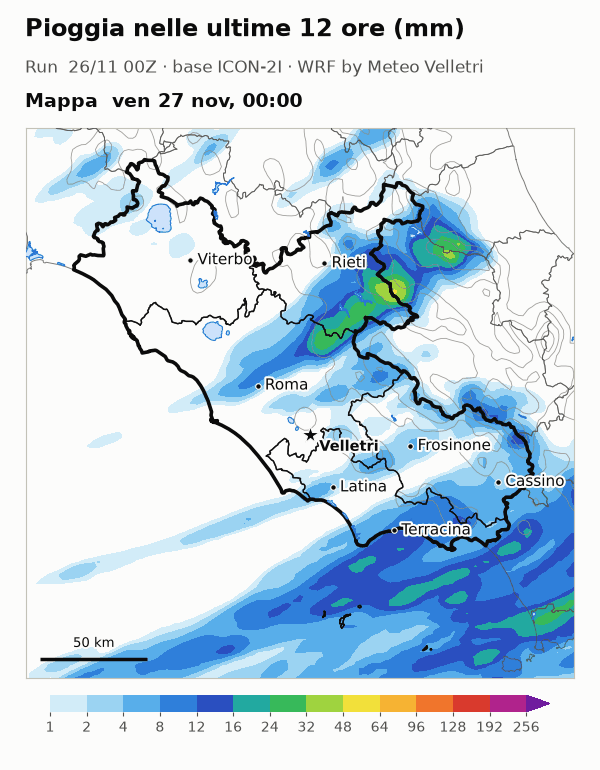 Pioggia nelle ultime 12 ore (mm)
Run  26/11 00Z · base ICON-2I · WRF by Meteo Velletri
Mappa  ven 27 nov, 00:00
Viterbo
Rieti
Roma
Velletri
Frosinone
Latina
Cassino
Terracina
50 km
1 2 4 8 12 16 24 32 48 64 96 128 192 256